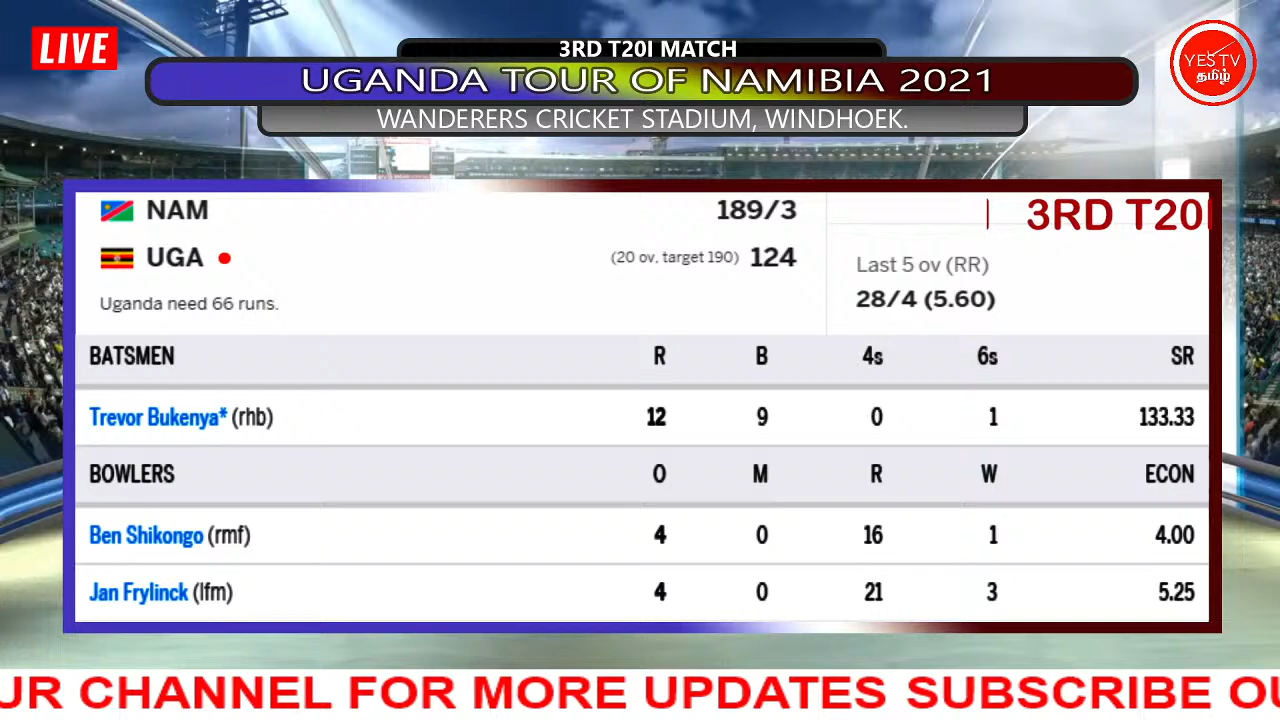 LIVE
3RD T20I MATCH
UGANDA TOUR OF NAMIBIA 2021
WANDERERS CRICKET STADIUM, WINDHOEK.
YES TV
தமிழ்
NAM 189/3
3RD T20I
UGA (20 ov, target 190) 124
Last 5 ov (RR)
28/4 (5.60)
Uganda need 66 runs.
BATSMEN R B 4s 6s SR
Trevor Bukenya* (rhb) 12 9 0 1 133.33
BOWLERS O M R W ECON
Ben Shikongo (rmf) 4 0 16 1 4.00
Jan Frylinck (lfm) 4 0 21 3 5.25
UR CHANNEL FOR MORE UPDATES SUBSCRIBE OU